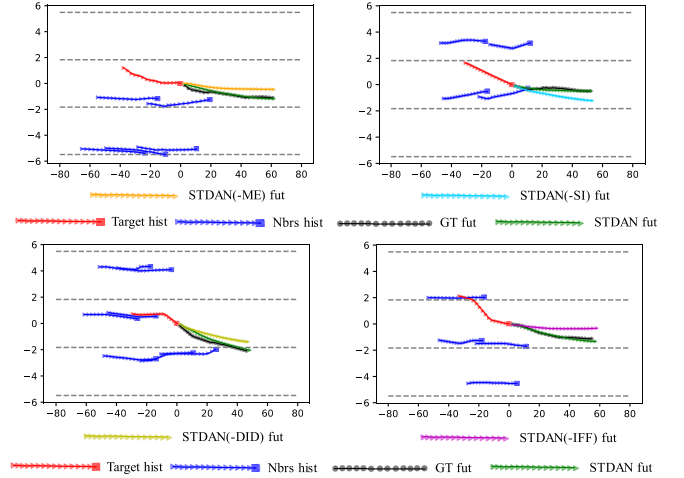 6
4
2
0
−2
−4
−6
−80 −60 −40 −20 0 20 40 60 80
STDAN(-ME) fut
6
4
2
0
−2
−4
−6
−80 −60 −40 −20 0 20 40 60 80
STDAN(-SI) fut
Target hist Nbrs hist GT fut STDAN fut
6
4
2
0
−2
−4
−6
−80 −60 −40 −20 0 20 40 60 80
STDAN(-DID) fut
6
4
2
0
−2
−4
−6
−80 −60 −40 −20 0 20 40 60 80
STDAN(-IFF) fut
Target hist Nbrs hist GT fut STDAN fut